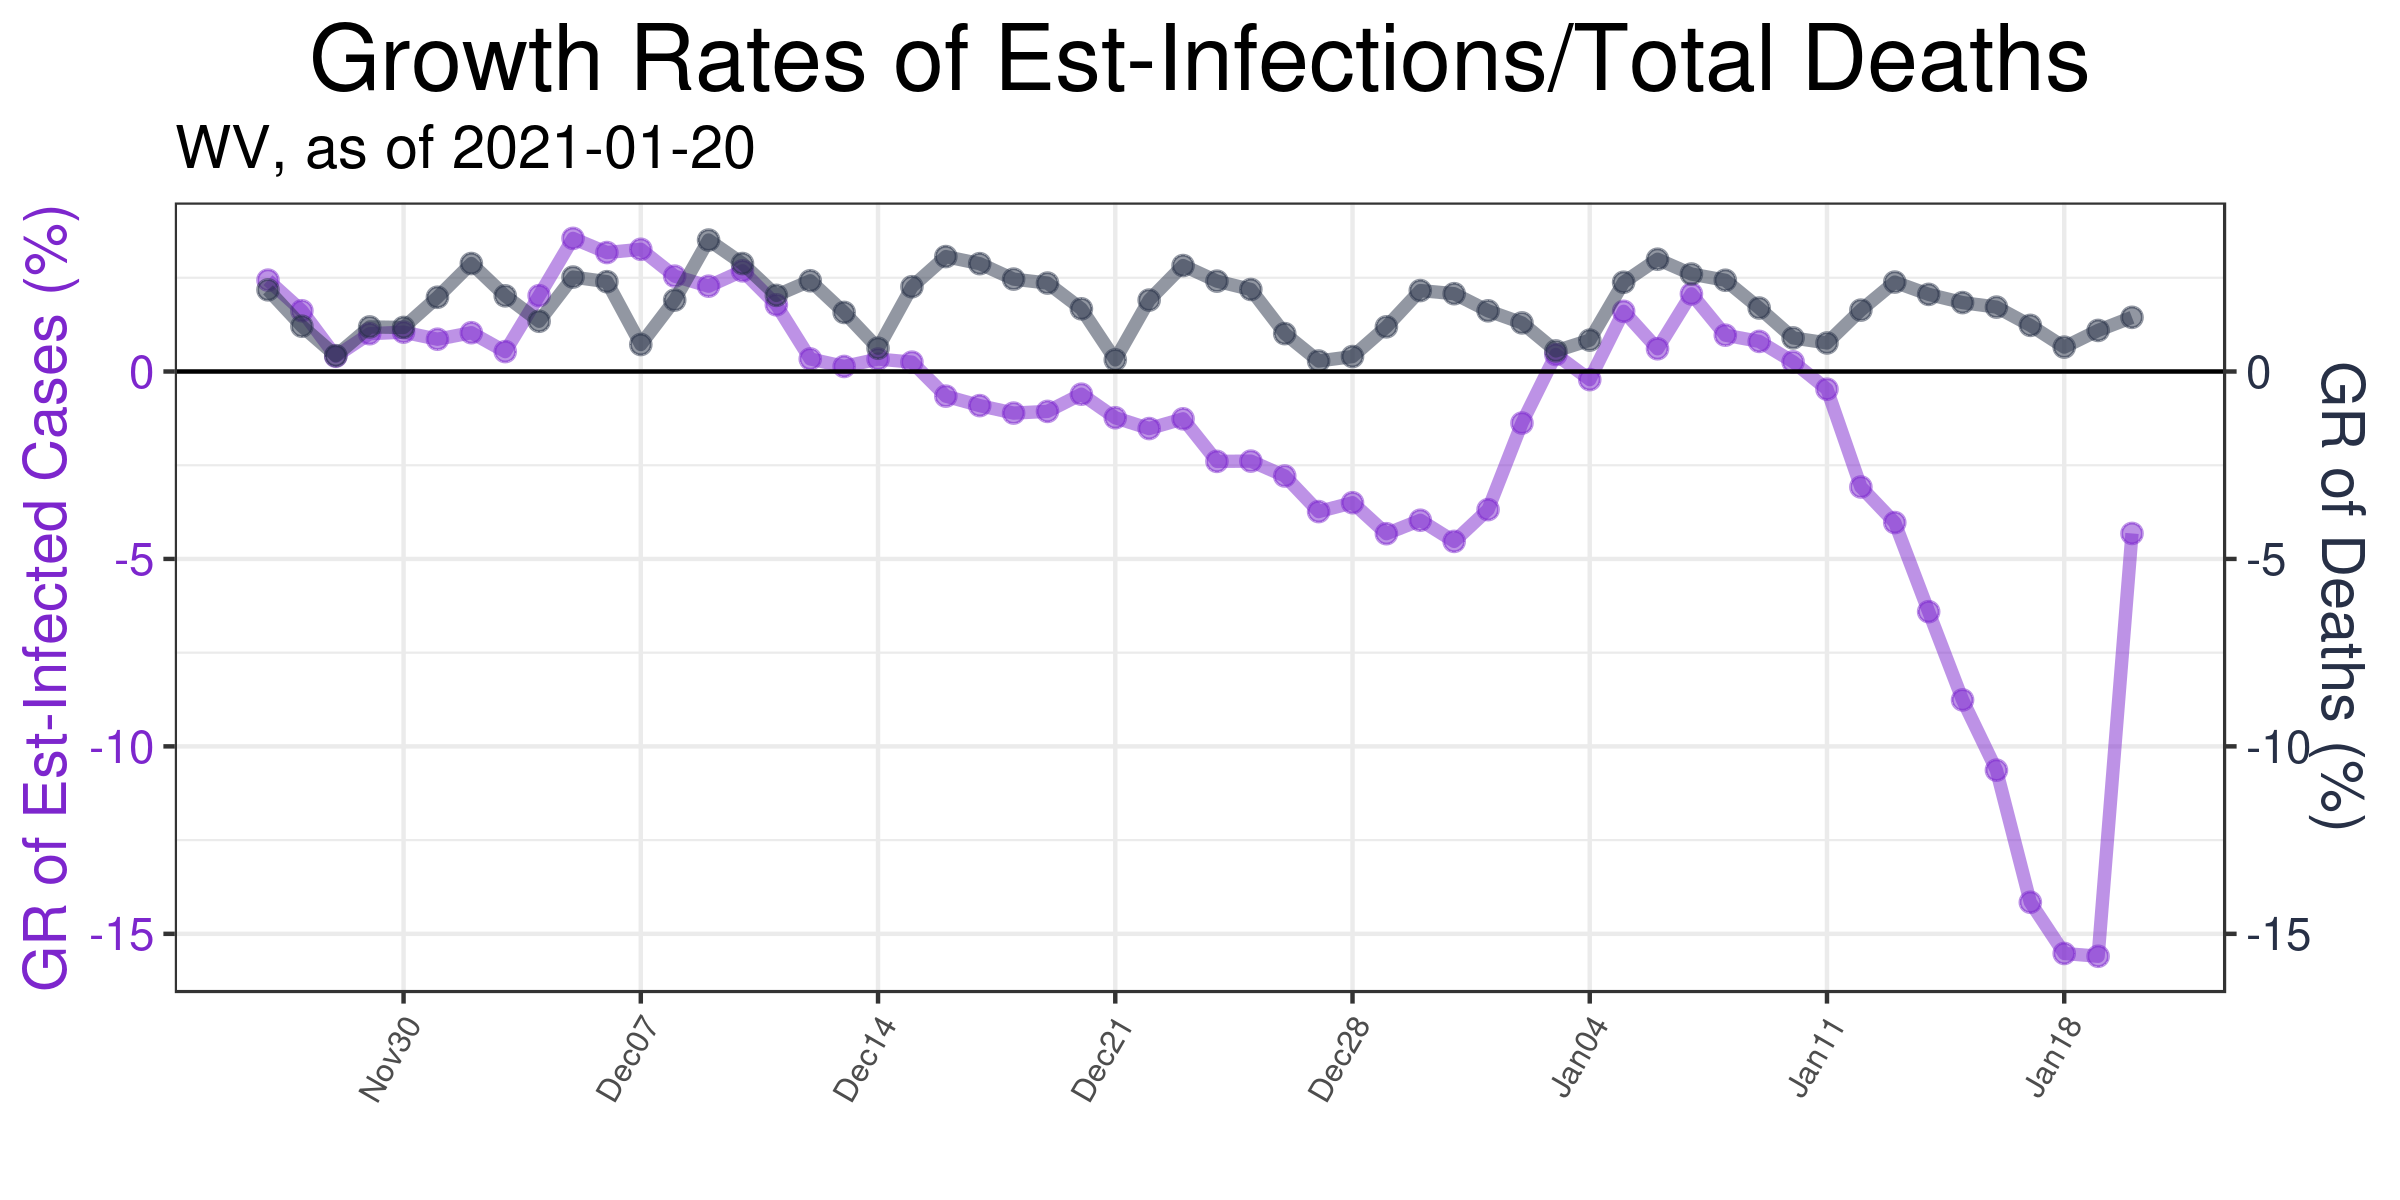 Growth Rates of Est-Infections/Total Deaths
WV, as of 2021-01-20
GR of Est-Infected Cases (%)
0
-5
-10
-15
0
-5
-10
-15
GR of Deaths (%)
Nov30
Dec07
Dec14
Dec21
Dec28
Jan04
Jan11
Jan18